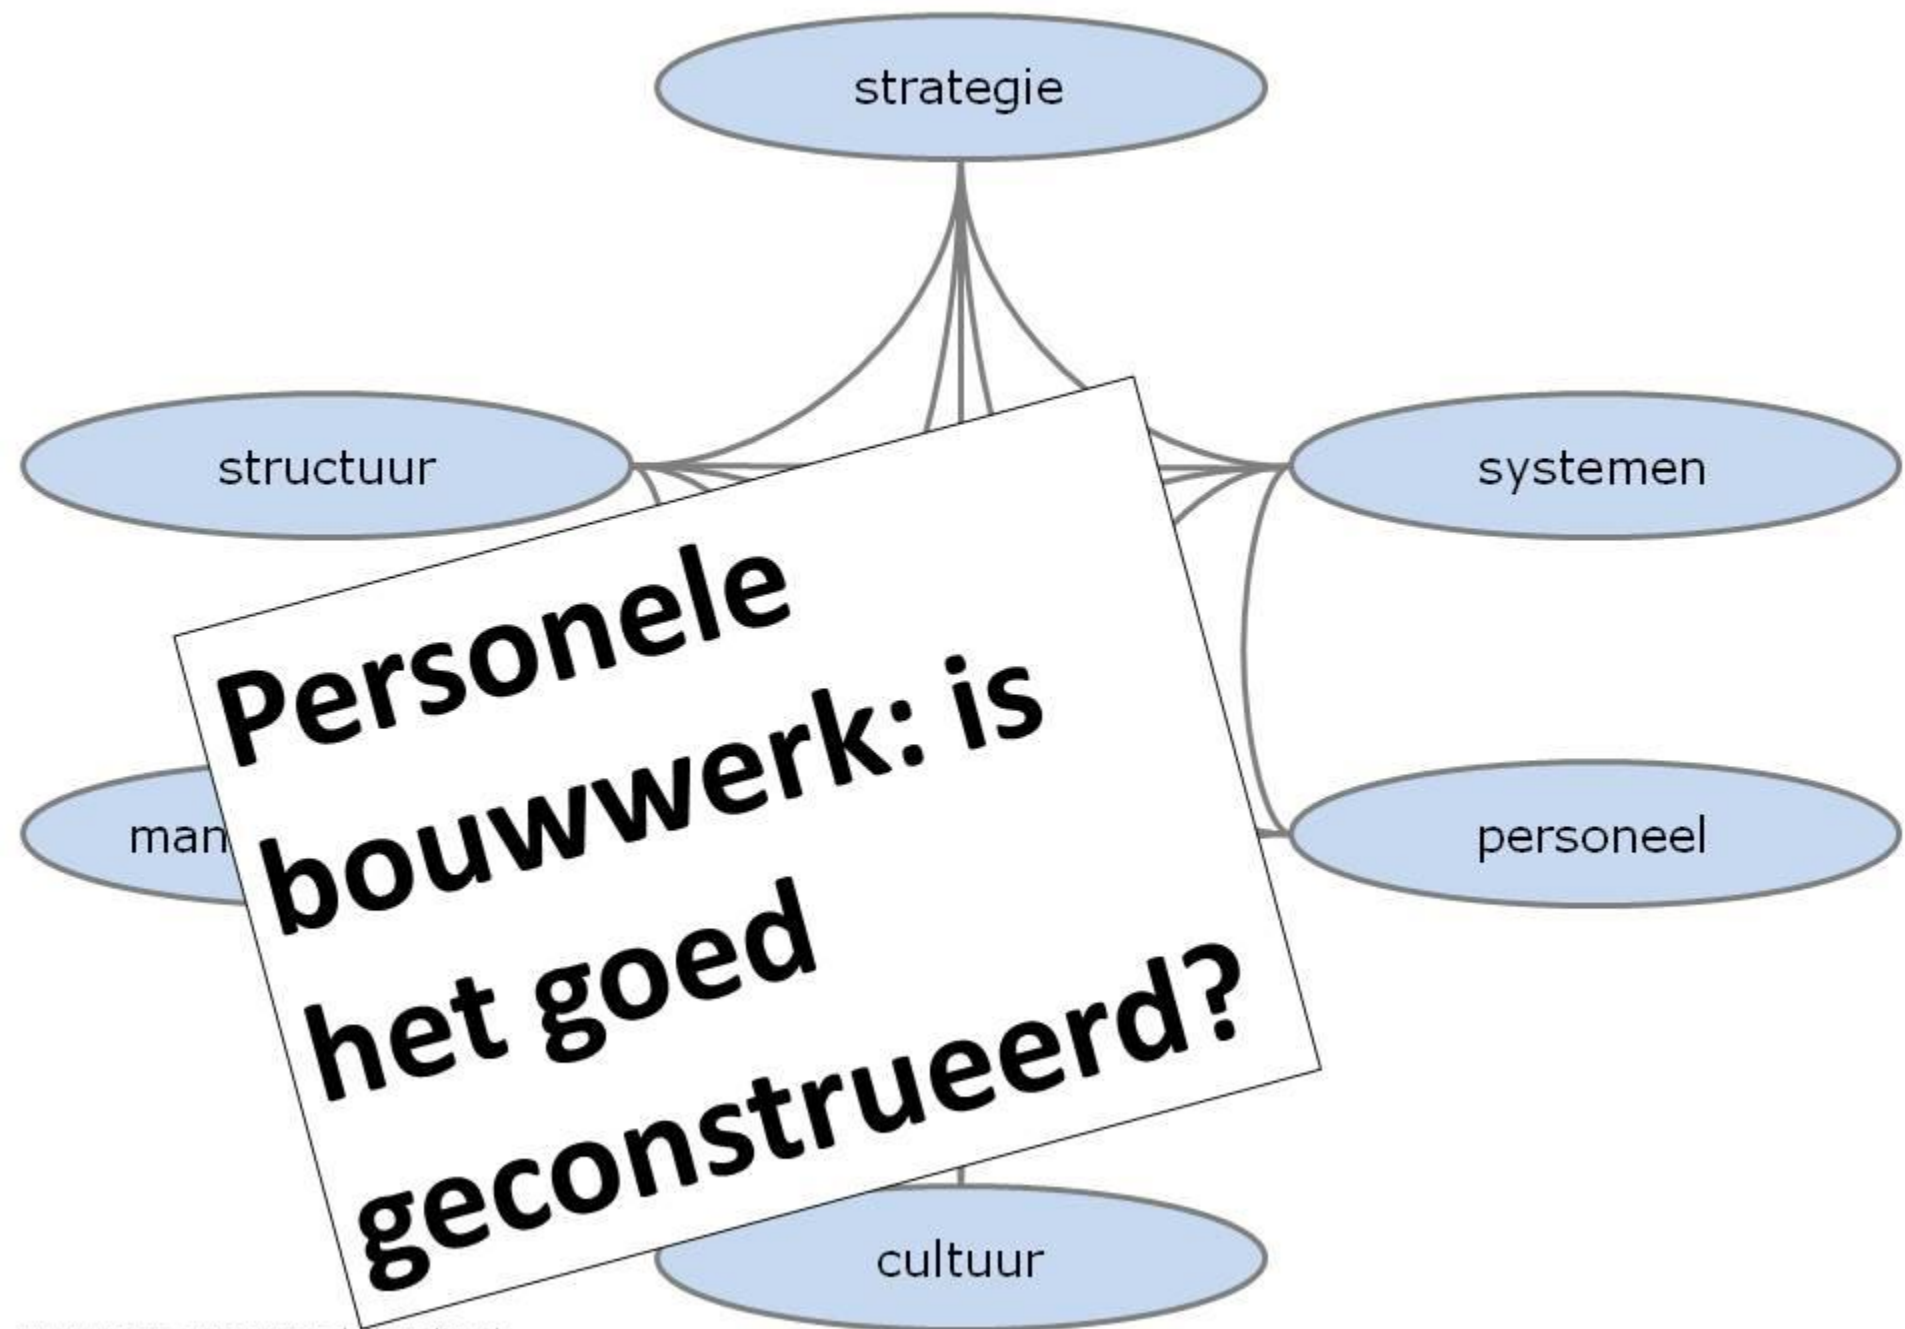 strategie
structuur
systemen
Personele
bouwwerk: is
het goed
geconstrueerd?
man
personeel
cultuur